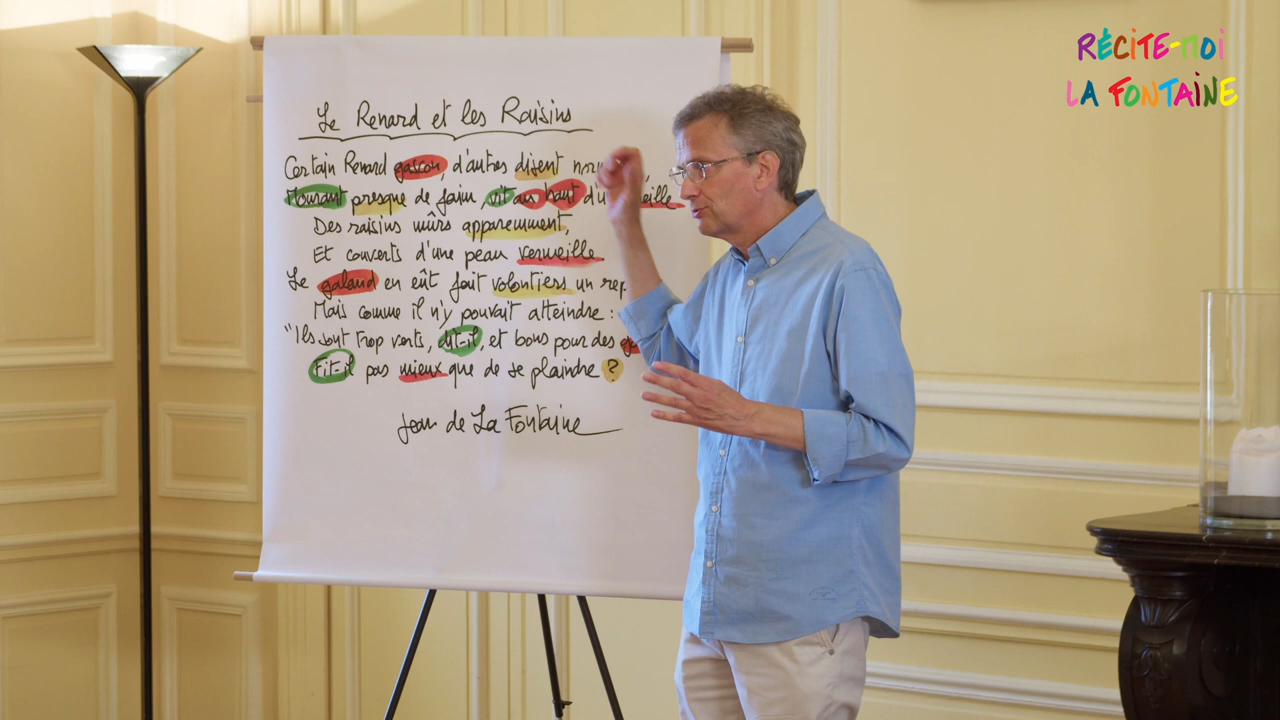 Le Renard et les Raisins
Certain Renard gascon, d'autres disent nor
Mourant presque de faim vit au haut d'u eille
Des raisins mûrs apparemment,
Et couverts d'une peau vermeille
Le galand en eût fait volontiers un rep
Mais comme il n'y pouvait atteindre :
"Ils sont trop verts, dit-il, et bons pour des g
Fit-il pas mieux que de se plaindre ?
Jean de La Fontaine
RÉCITE-MOI
LA FONTAINE